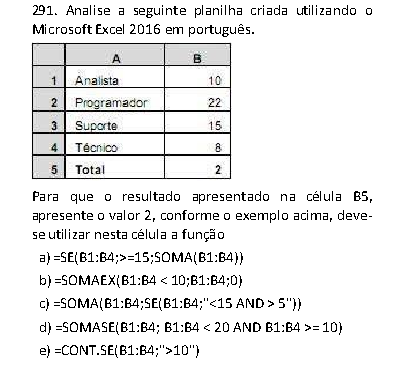 291. Analise a seguinte planilha criada utilizando o
Microsoft Excel 2016 em português.
A B
1 Analista 10
2 Programador 22
3 Suporte 15
4 Técnico 8
5 Total 2
Para que o resultado apresentado na célula B5,
apresente o valor 2, conforme o exemplo acima, deve-
se utilizar nesta célula a função
a) =SE(B1:B4;>=15;SOMA(B1:B4))
b) =SOMAEX(B1:B4 < 10;B1:B4;0)
c) =SOMA(B1:B4;SE(B1:B4;"<15 AND > 5"))
d) =SOMASE(B1:B4; B1:B4 < 20 AND B1:B4 >= 10)
e) =CONT.SE(B1:B4;">10")